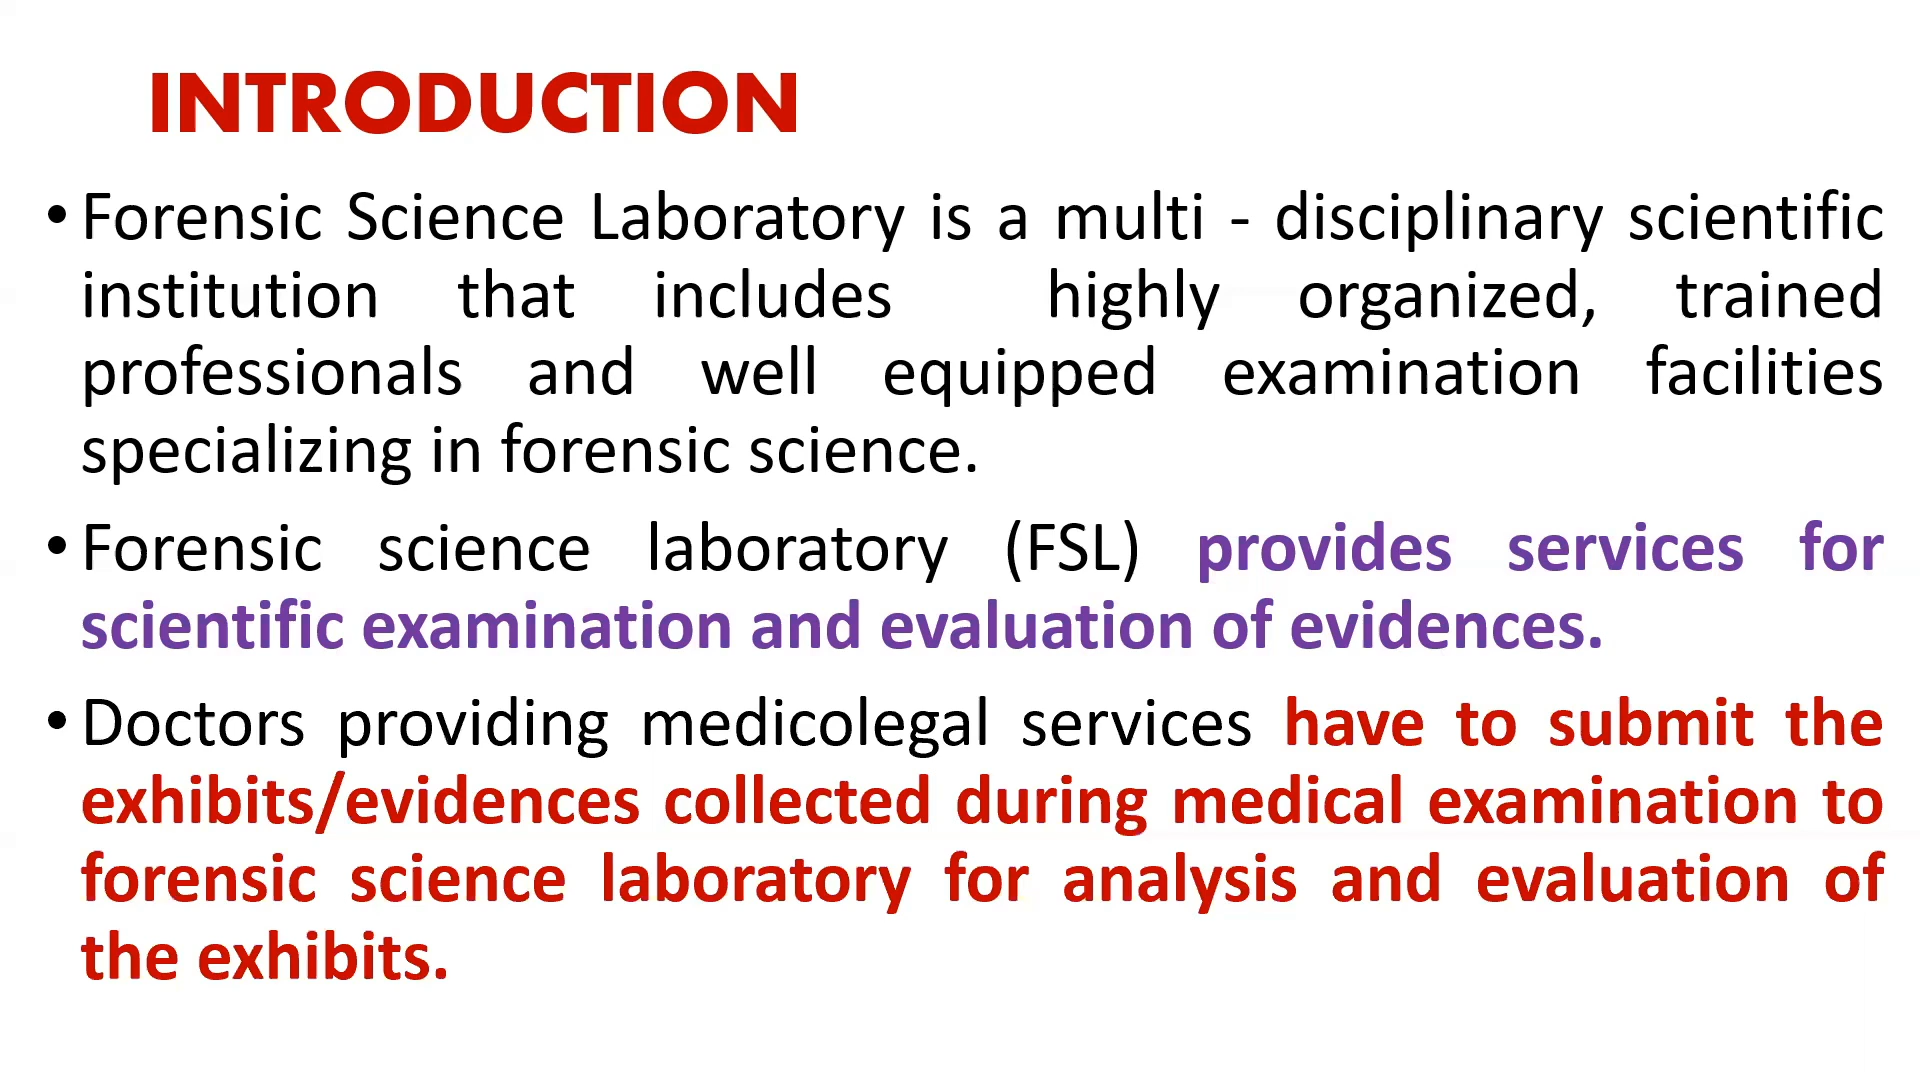 INTRODUCTION
• Forensic Science Laboratory is a multi - disciplinary scientific
institution that includes highly organized, trained
professionals and well equipped examination facilities
specializing in forensic science.
• Forensic science laboratory (FSL) provides services for
scientific examination and evaluation of evidences.
• Doctors providing medicolegal services have to submit the
exhibits/evidences collected during medical examination to
forensic science laboratory for analysis and evaluation of
the exhibits.